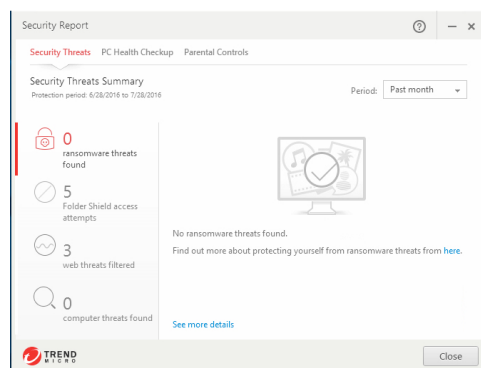 Security Report
Security Threats PC Health Checkup Parental Controls
Security Threats Summary
Protection period: 6/28/2016 to 7/28/2016
Period: Past month
0
ransomware threats
found
5
Folder Shield access
attempts
3
web threats filtered
0
computer threats found
No ransomware threats found.
Find out more about protecting yourself from ransomware threats from here.
See more details
TREND
MICRO
Close